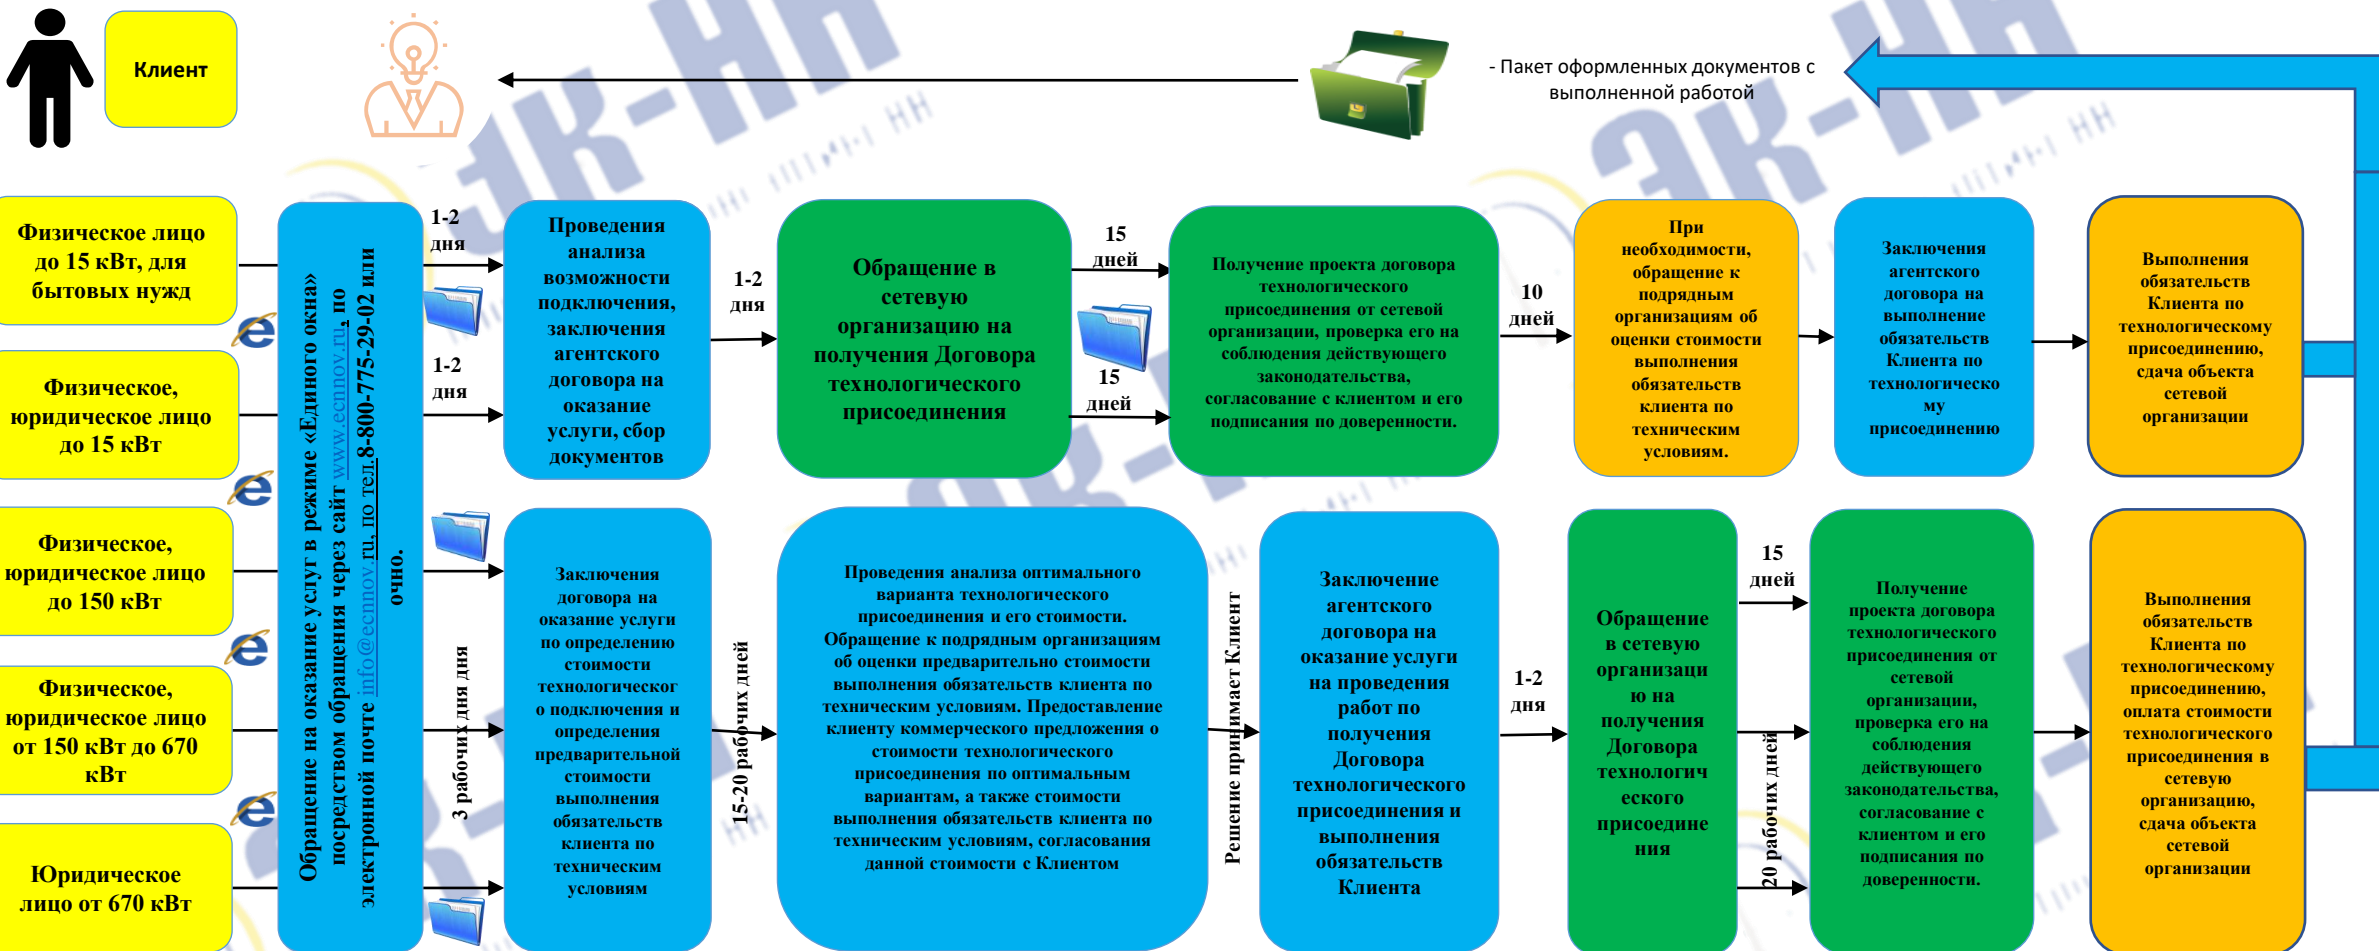 Клиент
- Пакет оформленных документов с
выполненной работой
Физическое лицо
до 15 кВт, для
бытовых нужд
Физическое,
юридическое лицо
до 15 кВт
Физическое,
юридическое лицо
до 150 кВт
Физическое,
юридическое лицо
от 150 кВт до 670
кВт
Юридическое
лицо от 670 кВт
Обращение на оказание услуг в режиме «Единого окна»
посредством обращения через сайт www.ecnnov.ru, по
электронной почте info@ecnnov.ru, по тел.8-800-775-29-02 или
очно.
1-2
дня
1-2
дня
Проведения
анализа
возможности
подключения,
заключения
агентского
договора на
оказание
услуги, сбор
документов
1-2
дня
Обращение в
сетевую
организацию на
получения Договора
технологического
присоединения
15
дней
15
дней
Получение проекта договора
технологического
присоединения от сетевой
организации, проверка его на
соблюдения действующего
законодательства,
согласование с клиентом и его
подписания по доверенности.
10
дней
При
необходимости,
обращение к
подрядным
организациям об
оценки стоимости
выполнения
обязательств
клиента по
техническим
условиям.
Заключения
агентского
договора на
выполнение
обязательств
Клиента по
технологическо
му
присоединению
Выполнения
обязательств
Клиента по
технологическому
присоединению,
сдача объекта
сетевой
организации
3 рабочих дня дня
Заключения
договора на
оказание услуги
по определению
стоимости
технологическог
о подключения и
определения
предварительной
стоимости
выполнения
обязательств
клиента по
техническим
условиям
15-20 рабочих дней
Проведения анализа оптимального
варианта технологического
присоединения и его стоимости.
Обращение к подрядным организациям
об оценки предварительно стоимости
выполнения обязательств клиента по
техническим условиям. Предоставление
клиенту коммерческого предложения о
стоимости технологического
присоединения по оптимальным
вариантам, а также стоимости
выполнения обязательств клиента по
техническим условиям, согласования
данной стоимости с Клиентом
Решение принимает Клиент
Заключение
агентского
договора на
оказание услуги
на проведения
работ по
получения
Договора
технологического
присоединения и
выполнения
обязательств
Клиента
1-2
дня
Обращение
в сетевую
организаци
ю на
получения
Договора
технологич
еского
присоедине
ния
15
дней
20 рабочих дней
Получение
проекта договора
технологического
присоединения от
сетевой
организации,
проверка его на
соблюдения
действующего
законодательства,
согласование с
клиентом и его
подписания по
доверенности.
Выполнения
обязательств
Клиента по
технологическому
присоединению,
оплата стоимости
технологического
присоединения в
сетевую
организацию,
сдача объекта
сетевой
организации
ЭК-НН
ЭК-НН